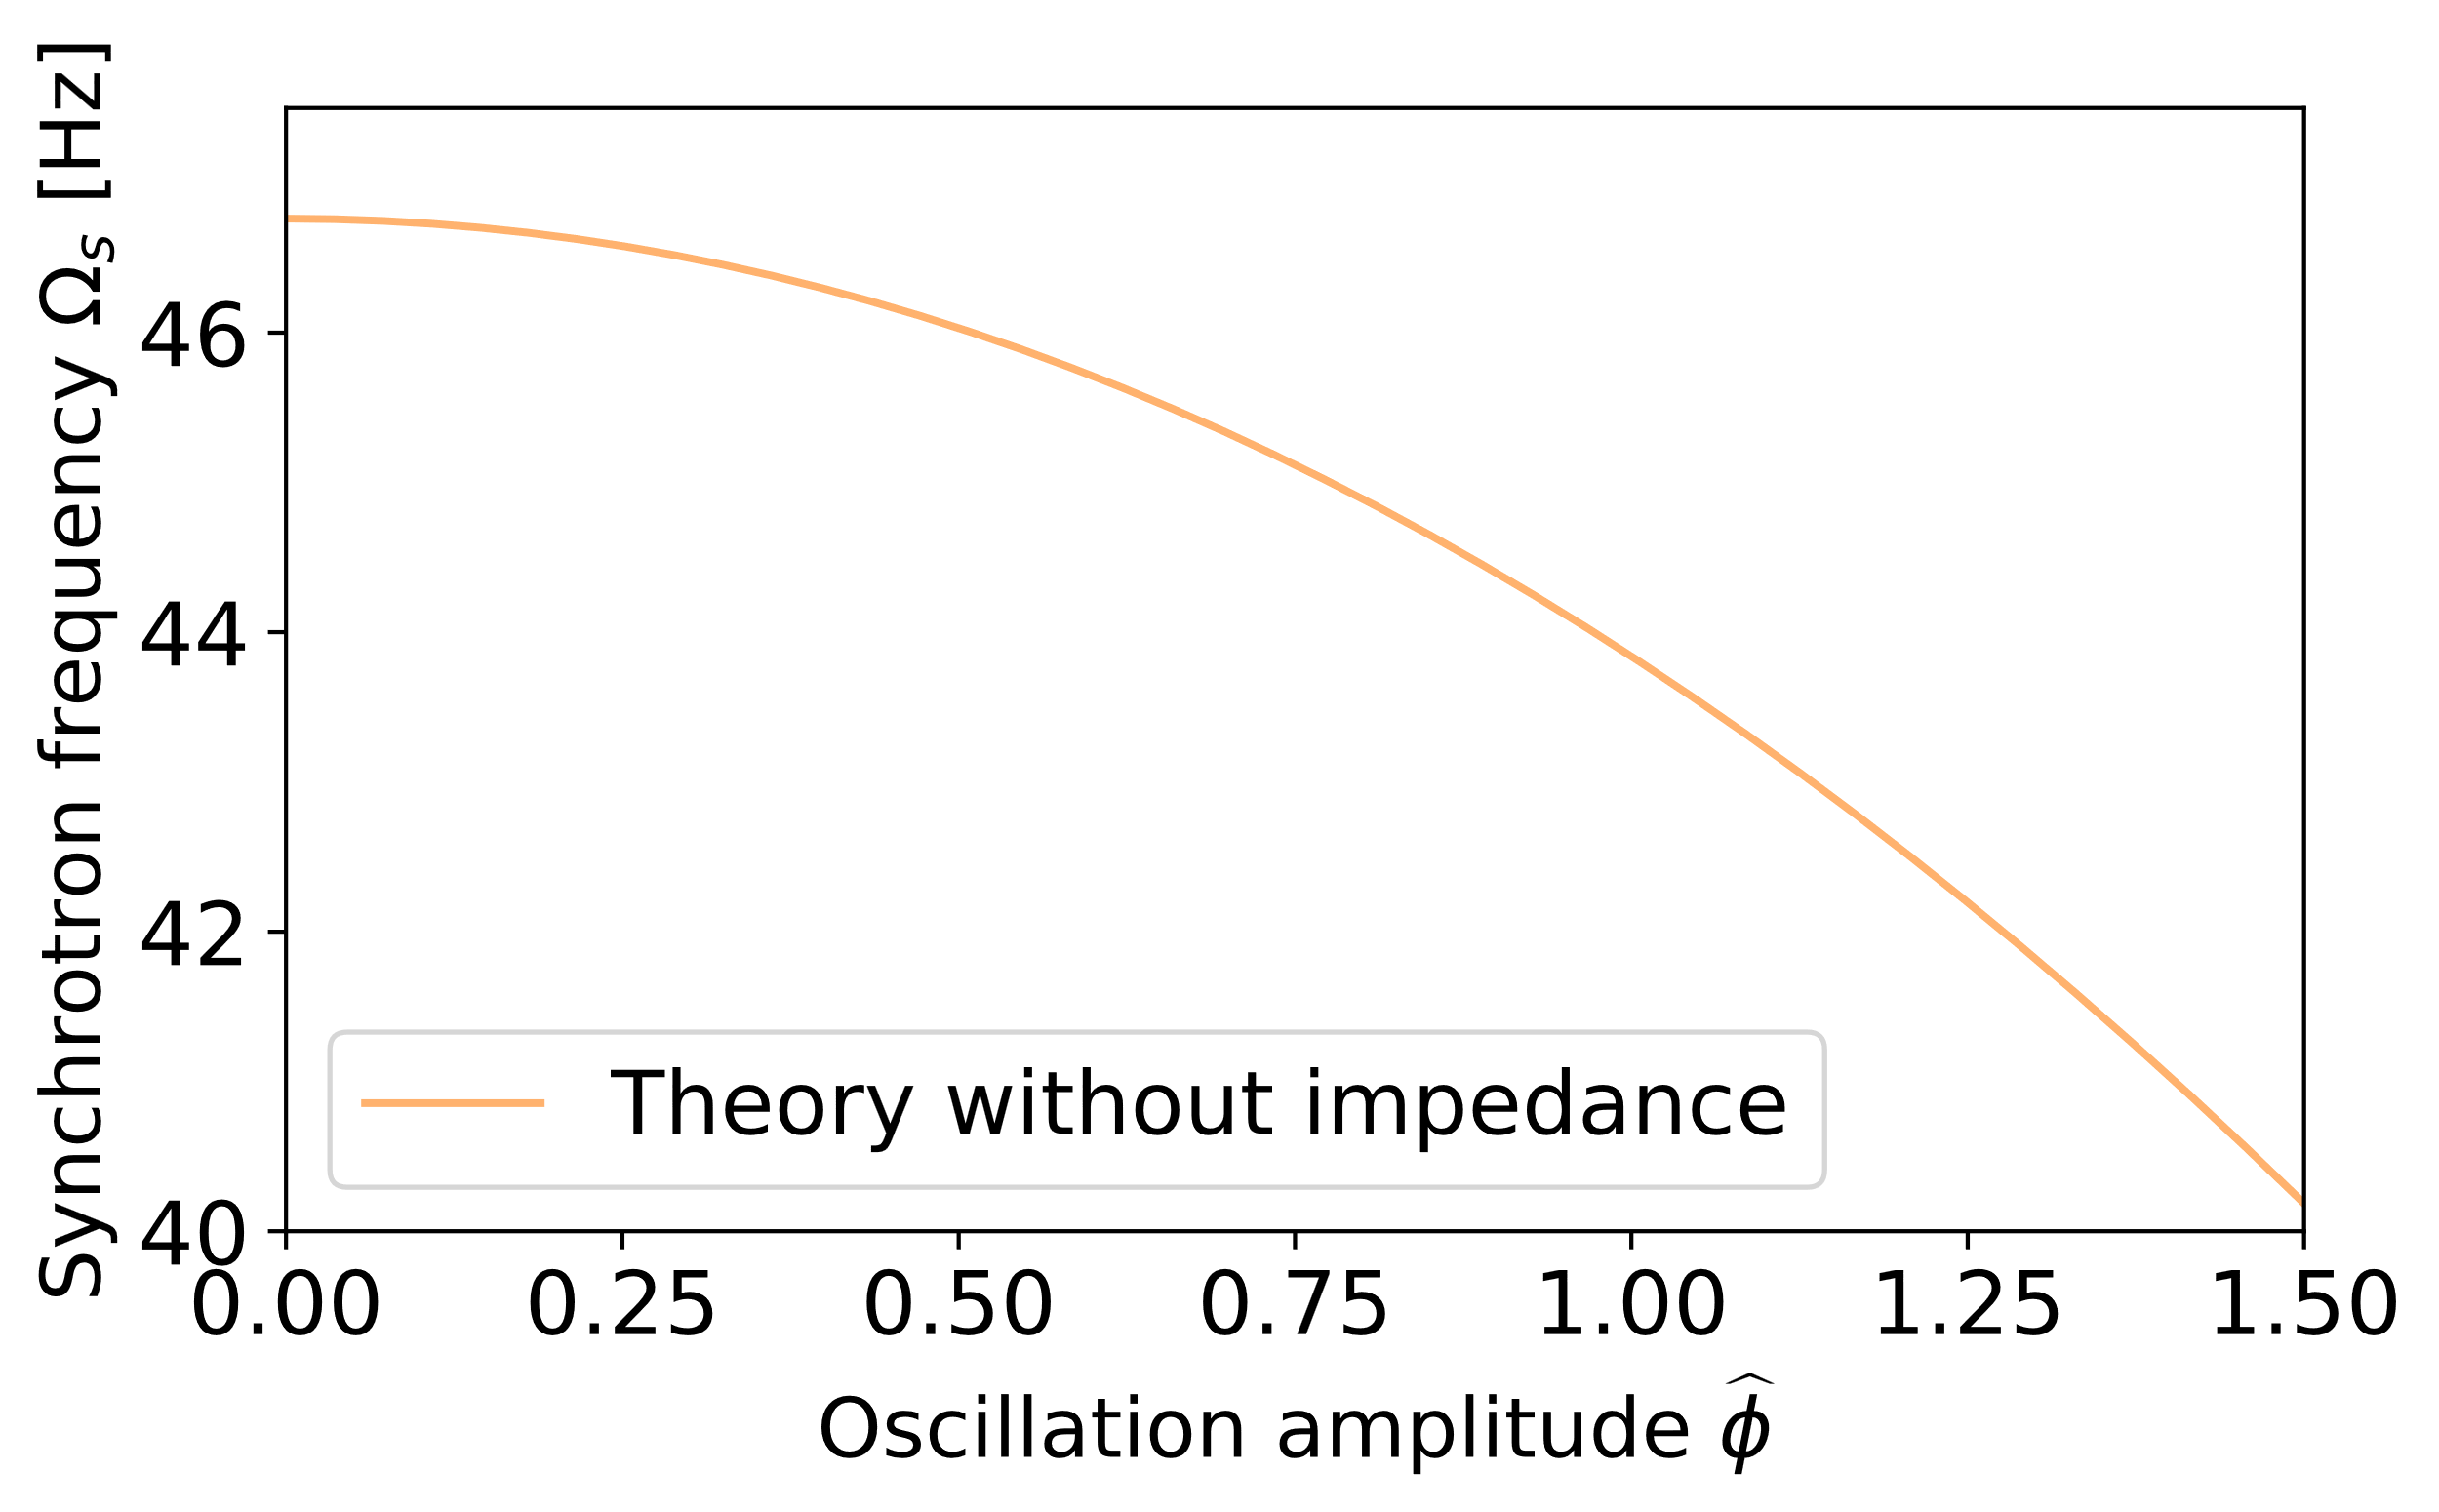 Synchrotron frequency Ωₛ [Hz]
46
44
42
40
Theory without impedance
0.00 0.25 0.50 0.75 1.00 1.25 1.50
Oscillation amplitude ϕ̂